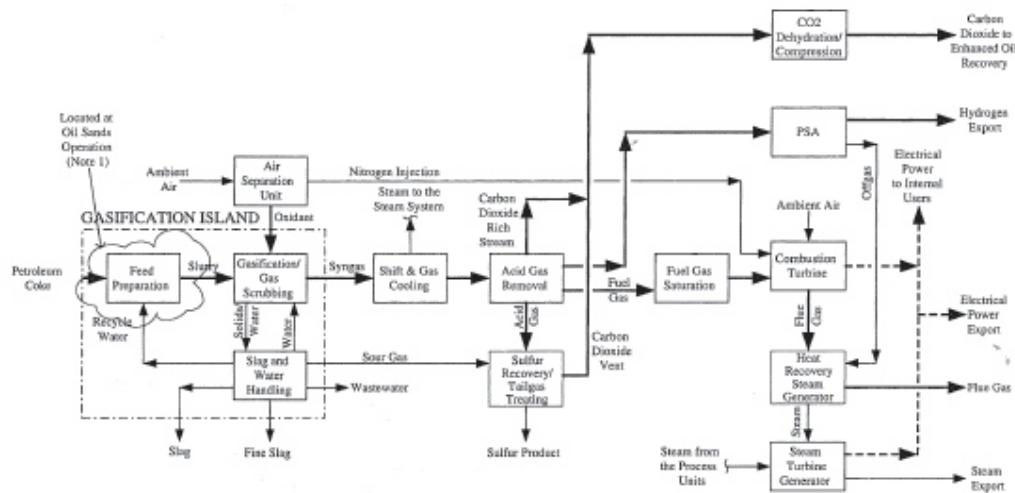 CO2
Dehydration/
Compression
Carbon
Dioxide to
Enhanced Oil
Recovery
Located at
Oil Sands
Operation
(Note 1)
PSA
Hydrogen
Export
Ambient
Air
Air
Separation
Unit
Nitrogen Injection
Steam to the
Steam System
Carbon
Dioxide
Rich
Stream
Offgas
Electrical
Power
to Internal
Users
GASIFICATION ISLAND
Oxidant
Ambient Air
Petroleum
Coke
Feed
Preparation
Slurry
Gasification/
Gas
Scrubbing
Syngas
Shift & Gas
Cooling
Acid Gas
Removal
Fuel
Gas
Fuel Gas
Saturation
Combustion
Turbine
Recycle
Water
Solids/
Water
Water
Acid
Gas
Carbon
Dioxide
Vent
Flue
Gas
Electrical
Power
Export
Slag and
Water
Handling
Sour Gas
Wastewater
Sulfur
Recovery/
Tailgas
Treating
Heat
Recovery
Steam
Generator
Flue Gas
Steam
Slag
Fine Slag
Sulfur Product
Steam from
the Process
Units
Steam
Turbine
Generator
Steam
Export